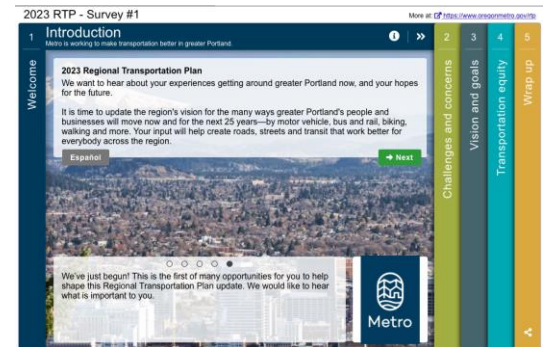 2023 RTP - Survey #1
More at: https://www.oregonmetro.gov/rtp
1
Introduction
Metro is working to make transportation better in greater Portland.
Welcome
2023 Regional Transportation Plan
We want to hear about your experiences getting around greater Portland now, and your hopes
for the future.
It is time to update the region's vision for the many ways greater Portland's people and
businesses will move now and for the next 25 years—by motor vehicle, bus and rail, biking,
walking and more. Your input will help create roads, streets and transit that work better for
everybody across the region.
Español
Next
We've just begun! This is the first of many opportunities for you to help
shape this Regional Transportation Plan update. We would like to hear
what is important to you.
Metro
2
Challenges and concerns
3
Vision and goals
4
Transportation equity
5
Wrap up